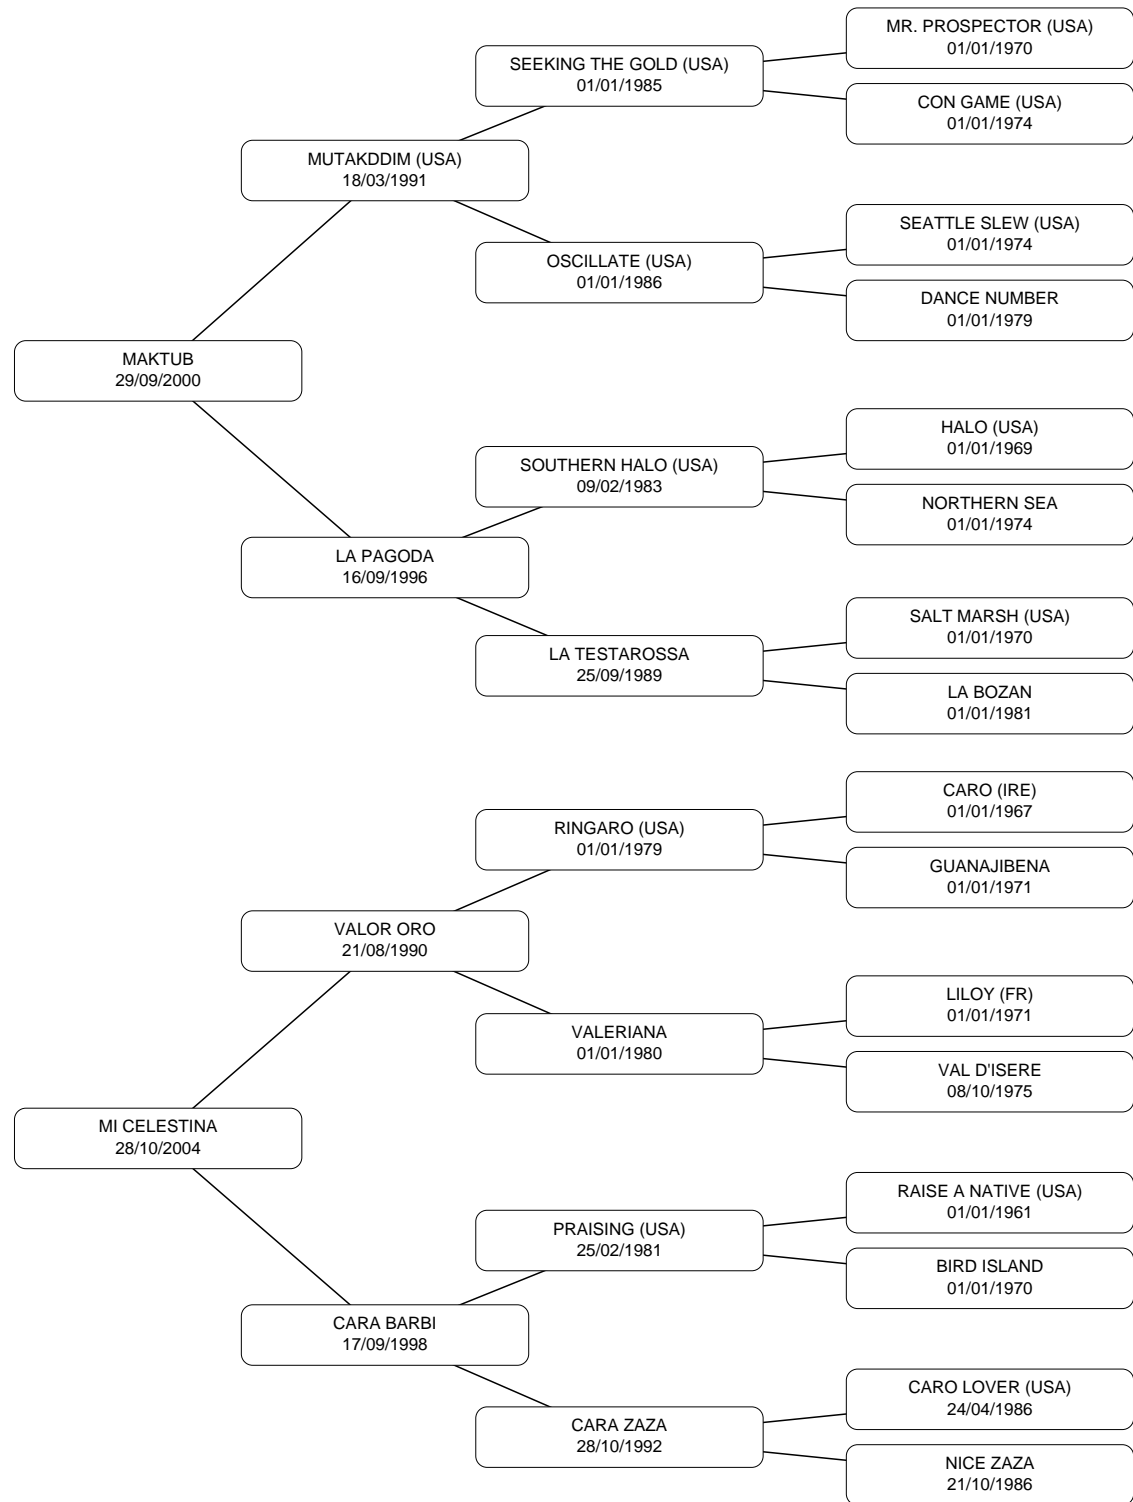 MR. PROSPECTOR (USA)
01/01/1970
SEEKING THE GOLD (USA)
01/01/1985
CON GAME (USA)
01/01/1974
MUTAKDDIM (USA)
18/03/1991
SEATTLE SLEW (USA)
01/01/1974
OSCILLATE (USA)
01/01/1986
DANCE NUMBER
01/01/1979
MAKTUB
29/09/2000
HALO (USA)
01/01/1969
SOUTHERN HALO (USA)
09/02/1983
NORTHERN SEA
01/01/1974
LA PAGODA
16/09/1996
SALT MARSH (USA)
01/01/1970
LA TESTAROSSA
25/09/1989
LA BOZAN
01/01/1981
CARO (IRE)
01/01/1967
RINGARO (USA)
01/01/1979
GUANAJIBENA
01/01/1971
VALOR ORO
21/08/1990
LILOY (FR)
01/01/1971
VALERIANA
01/01/1980
VAL D'ISERE
08/10/1975
MI CELESTINA
28/10/2004
RAISE A NATIVE (USA)
01/01/1961
PRAISING (USA)
25/02/1981
BIRD ISLAND
01/01/1970
CARA BARBI
17/09/1998
CARO LOVER (USA)
24/04/1986
CARA ZAZA
28/10/1992
NICE ZAZA
21/10/1986